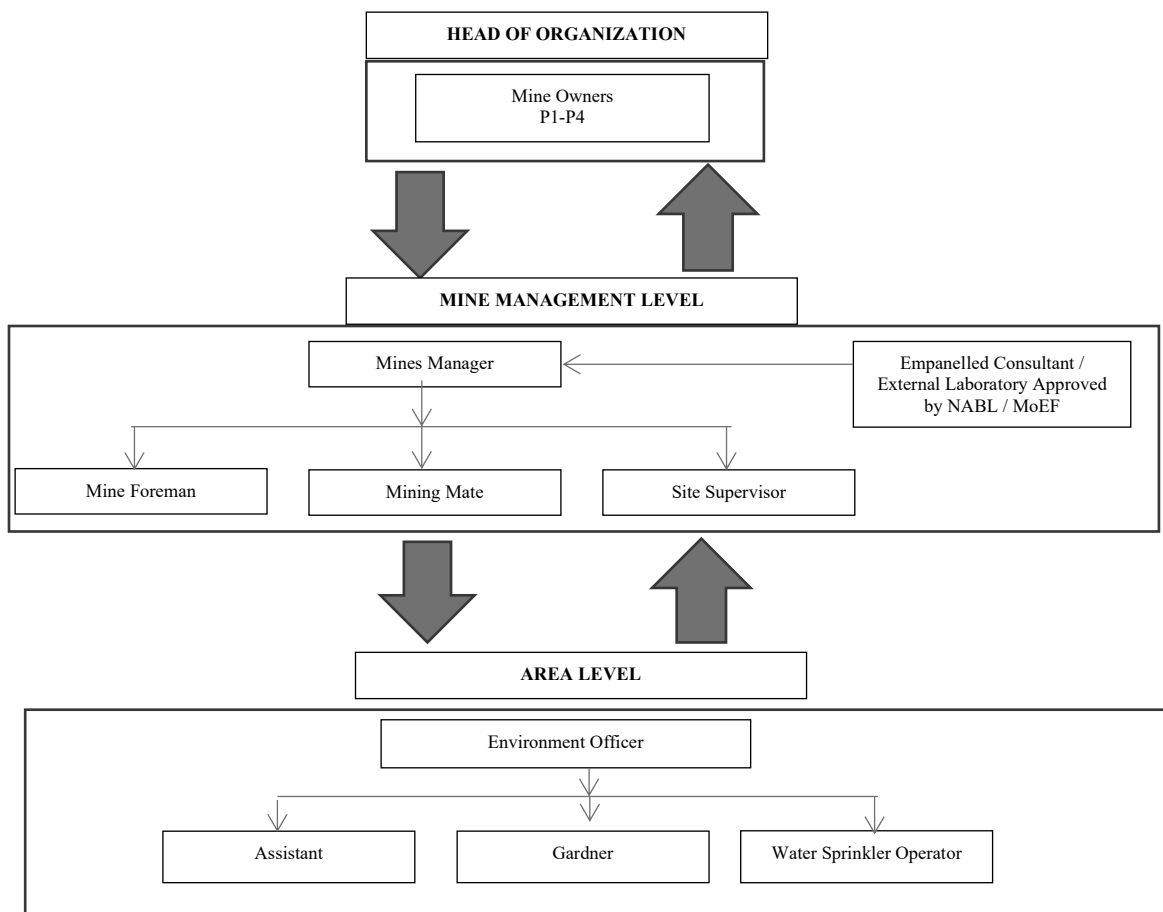 HEAD OF ORGANIZATION
Mine Owners
P1-P4
MINE MANAGEMENT LEVEL
Mines Manager
Empanelled Consultant /
External Laboratory Approved
by NABL / MoEF
Mine Foreman
Mining Mate
Site Supervisor
AREA LEVEL
Environment Officer
Assistant
Gardner
Water Sprinkler Operator